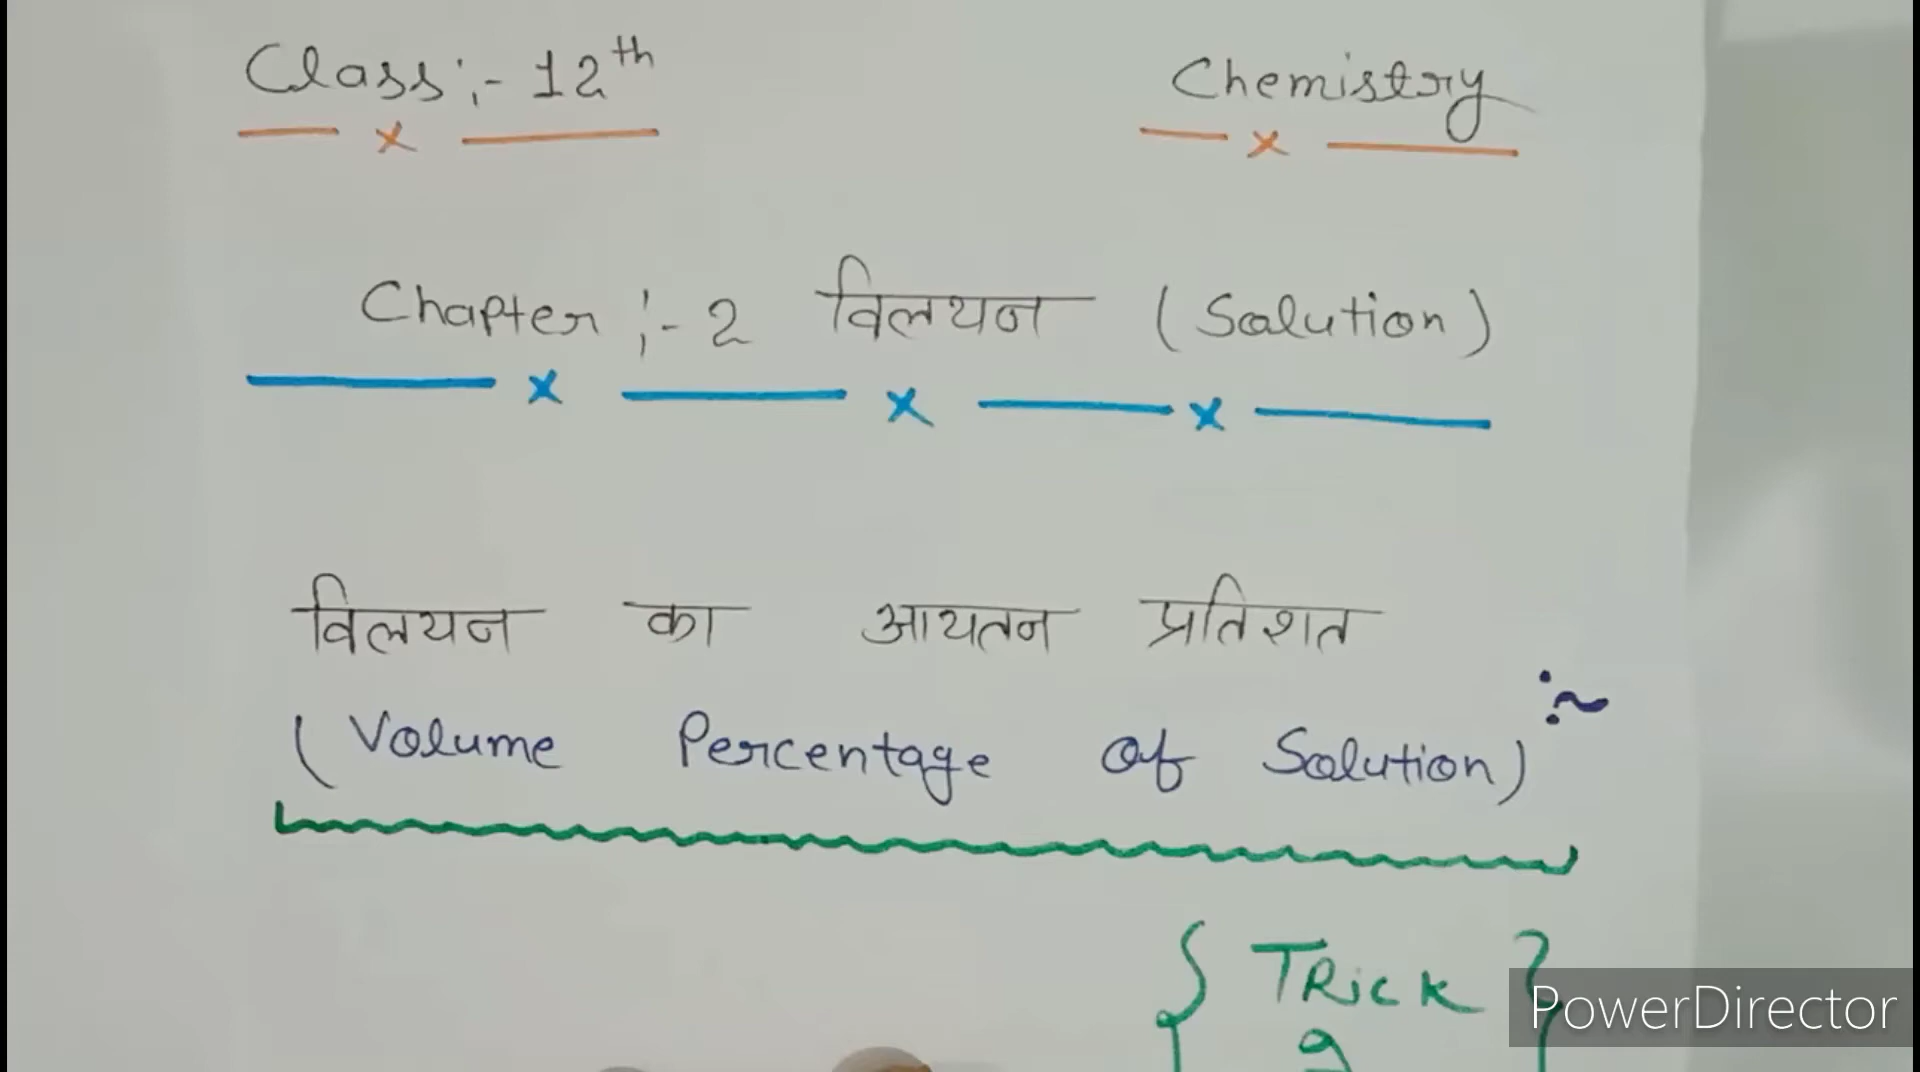 Class:- 12th
Chemistry
Chapter:- 2 विलयन (Solution)
विलयन का आयतन प्रतिशत
(Volume Percentage of Solution) :~
{ TRick }
PowerDirector